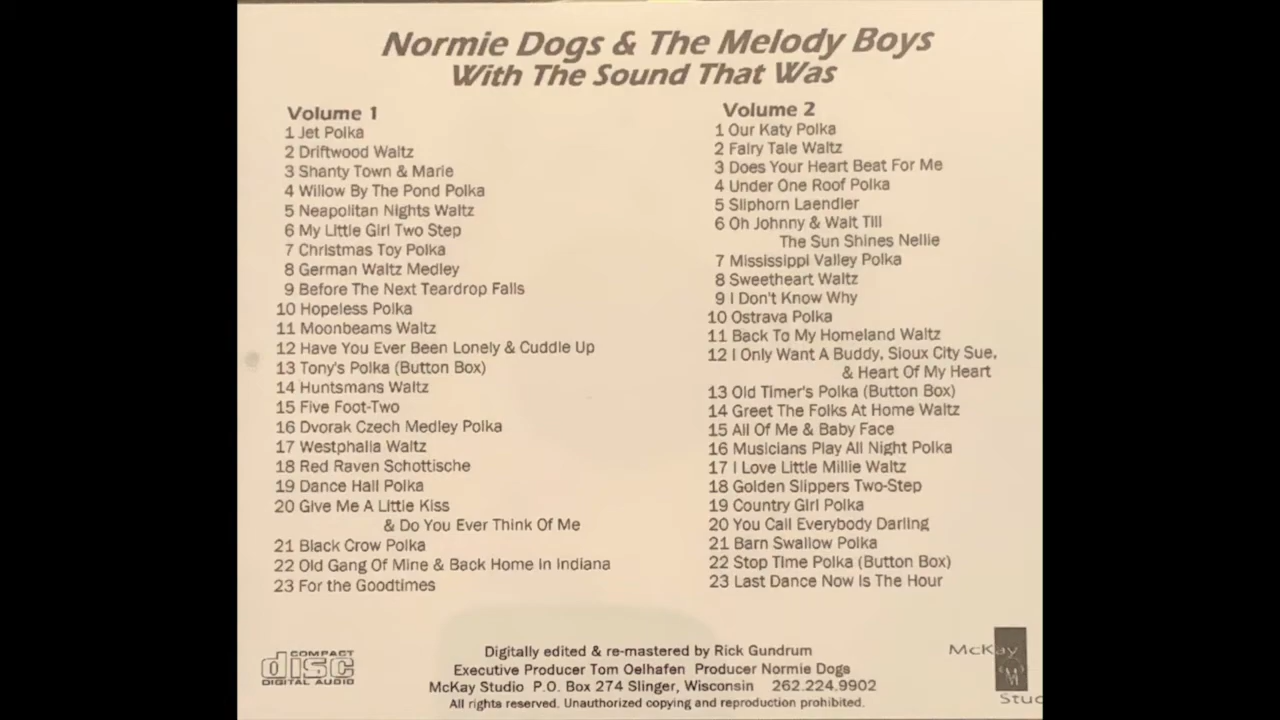 Normie Dogs & The Melody Boys
With The Sound That Was
Volume 1
1 Jet Polka
2 Driftwood Waltz
3 Shanty Town & Marie
4 Willow By The Pond Polka
5 Neapolitan Nights Waltz
6 My Little Girl Two Step
7 Christmas Toy Polka
8 German Waltz Medley
9 Before The Next Teardrop Falls
10 Hopeless Polka
11 Moonbeams Waltz
12 Have You Ever Been Lonely & Cuddle Up
13 Tony's Polka (Button Box)
14 Huntsmans Waltz
15 Five Foot-Two
16 Dvorak Czech Medley Polka
17 Westphalia Waltz
18 Red Raven Schottische
19 Dance Hall Polka
20 Give Me A Little Kiss
& Do You Ever Think Of Me
21 Black Crow Polka
22 Old Gang Of Mine & Back Home In Indiana
23 For the Goodtimes
Volume 2
1 Our Katy Polka
2 Fairy Tale Waltz
3 Does Your Heart Beat For Me
4 Under One Roof Polka
5 Sliphorn Laendler
6 Oh Johnny & Wait Till
The Sun Shines Nellie
7 Mississippi Valley Polka
8 Sweetheart Waltz
9 I Don't Know Why
10 Ostrava Polka
11 Back To My Homeland Waltz
12 I Only Want A Buddy, Sioux City Sue,
& Heart Of My Heart
13 Old Timer's Polka (Button Box)
14 Greet The Folks At Home Waltz
15 All Of Me & Baby Face
16 Musicians Play All Night Polka
17 I Love Little Millie Waltz
18 Golden Slippers Two-Step
19 Country Girl Polka
20 You Call Everybody Darling
21 Barn Swallow Polka
22 Stop Time Polka (Button Box)
23 Last Dance Now Is The Hour
COMPACT
disc
DIGITAL AUDIO
Digitally edited & re-mastered by Rick Gundrum
Executive Producer Tom Oelhafen Producer Normie Dogs
McKay Studio P.O. Box 274 Slinger, Wisconsin 262.224.9902
All rights reserved. Unauthorized copying and reproduction prohibited.
McKay
Stud